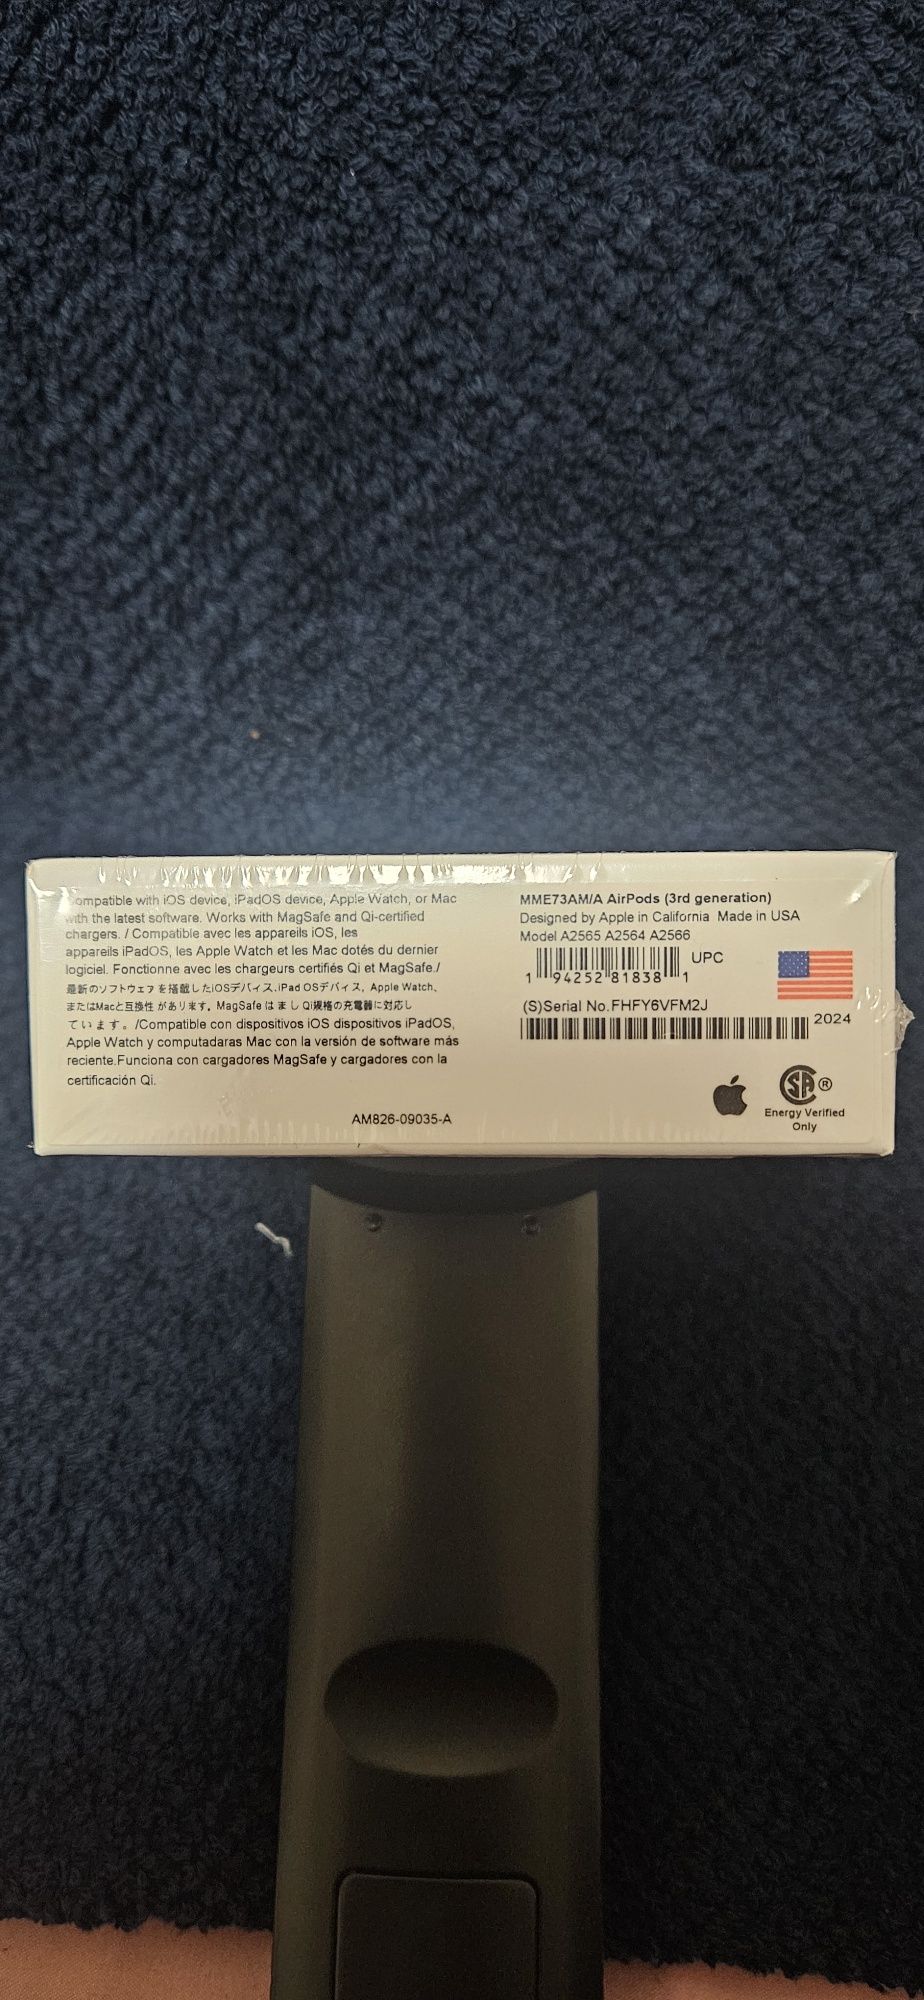 Compatible with iOS device, iPadOS device, Apple Watch, or Mac
with the latest software. Works with MagSafe and Qi-certified
chargers. / Compatible avec les appareils iOS, les
appareils iPadOS, les Apple Watch et les Mac dotés du dernier
logiciel. Fonctionne avec les chargeurs certifiés Qi et MagSafe./
最新のソフトウェアを搭載したiOSデバイス、iPad OSデバイス, Apple Watch、
またはMacと互換性 があります。MagSafe は ま し Qi規格の充電器に対応し
て い ま す 。/Compatible con dispositivos iOS dispositivos iPadOS,
Apple Watch y computadaras Mac con la versión de software más
reciente.Funciona con cargadores MagSafe y cargadores con la
certificación Qi.
AM826-09035-A
MME73AM/A AirPods (3rd generation)
Designed by Apple in California Made in USA
Model A2565 A2564 A2566
UPC
1 94252 81838 1
(S)Serial No.FHFY6VFM2J
2024
SA ®
Energy Verified
Only